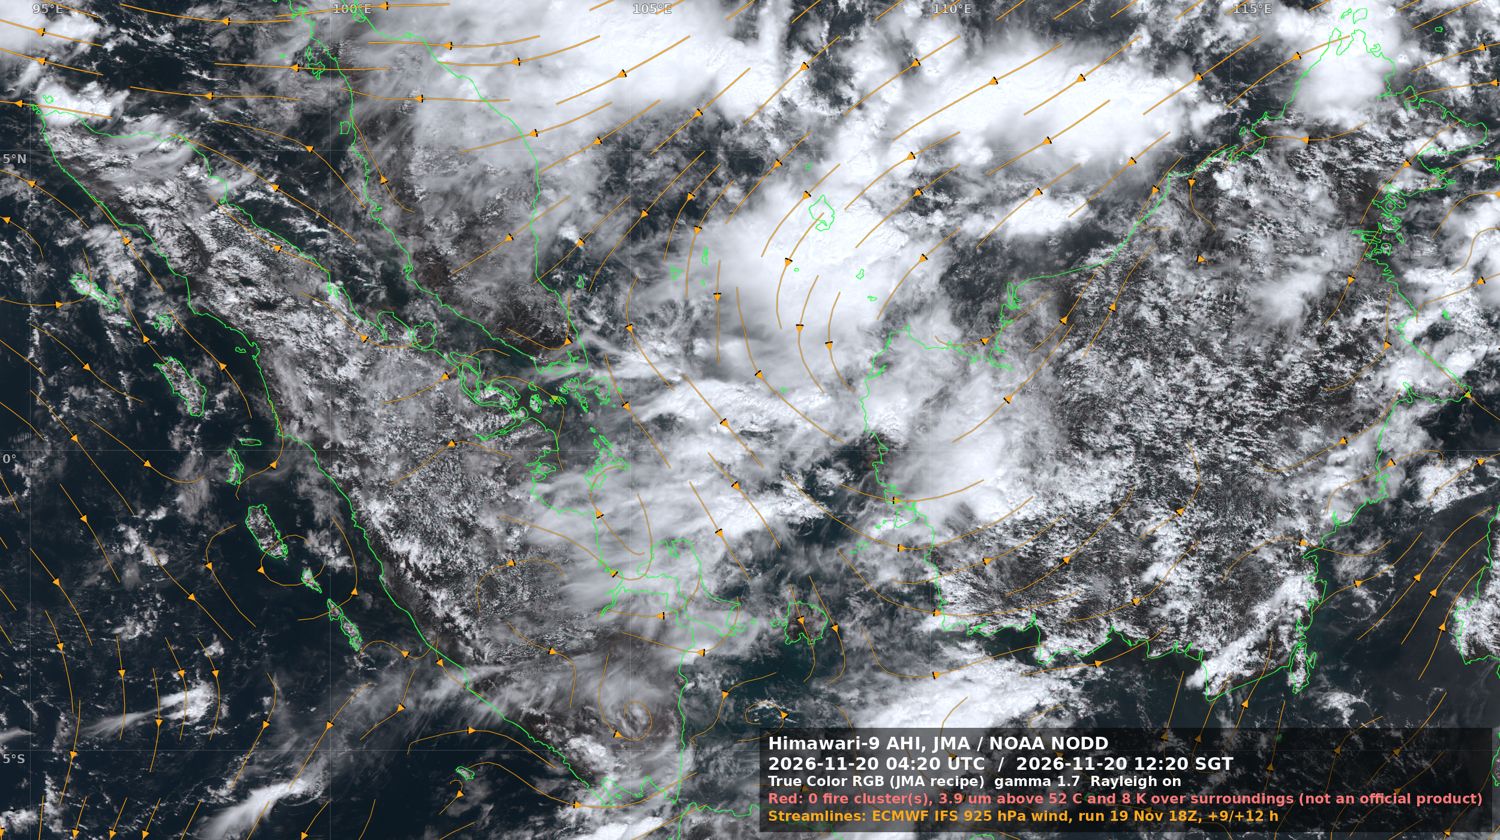 95°E 100°E 105°E 110°E 115°E
5°N
0°
5°S
Himawari-9 AHI, JMA / NOAA NODD
2026-11-20 04:20 UTC / 2026-11-20 12:20 SGT
True Color RGB (JMA recipe) gamma 1.7 Rayleigh on
Red: 0 fire cluster(s), 3.9 um above 52 C and 8 K over surroundings (not an official product)
Streamlines: ECMWF IFS 925 hPa wind, run 19 Nov 18Z, +9/+12 h